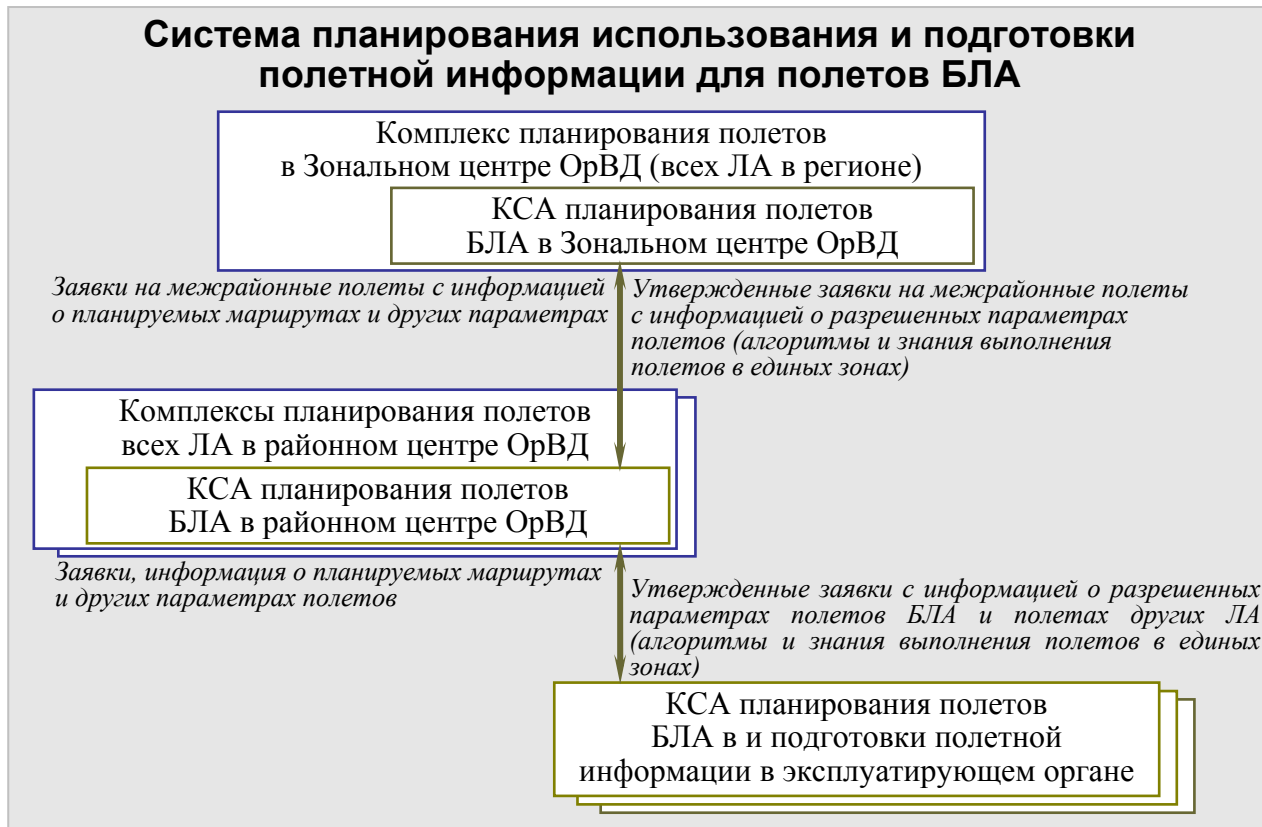 Система планирования использования и подготовки
полетной информации для полетов БЛА
Комплекс планирования полетов
в Зональном центре ОрВД (всех ЛА в регионе)
КСА планирования полетов
БЛА в Зональном центре ОрВД
Заявки на межрайонные полеты с информацией
о планируемых маршрутах и других параметрах
Утвержденные заявки на межрайонные полеты
с информацией о разрешенных параметрах
полетов (алгоритмы и знания выполнения
полетов в единых зонах)
Комплексы планирования полетов
всех ЛА в районном центре ОрВД
КСА планирования полетов
БЛА в районном центре ОрВД
Заявки, информация о планируемых маршрутах
и других параметрах полетов
Утвержденные заявки с информацией о разрешенных
параметрах полетов БЛА и полетах других ЛА
(алгоритмы и знания выполнения полетов в единых
зонах)
КСА планирования полетов
БЛА в и подготовки полетной
информации в эксплуатирующем органе